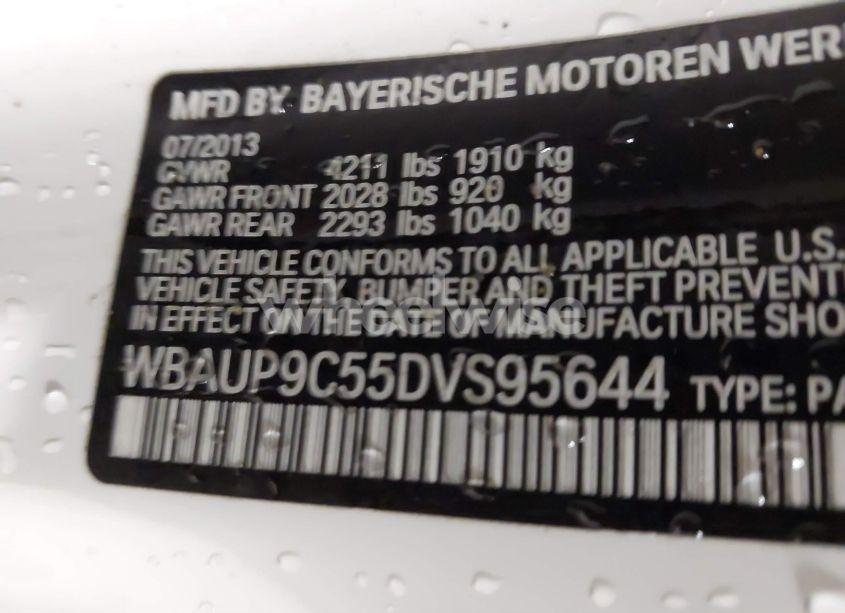 MFD BY BAYERISCHE MOTOREN WER
07/2013
GVWR 4211 lbs 1910 kg
GAWR FRONT 2028 lbs 920 kg
GAWR REAR 2293 lbs 1040 kg
THIS VEHICLE CONFORMS TO ALL APPLICABLE U.S.
VEHICLE SAFETY, BUMPER AND THEFT PREVENTI
IN EFFECT ON THE DATE OF MANUFACTURE SHO
wheelwise
WBAUP9C55DVS95644 TYPE: PA